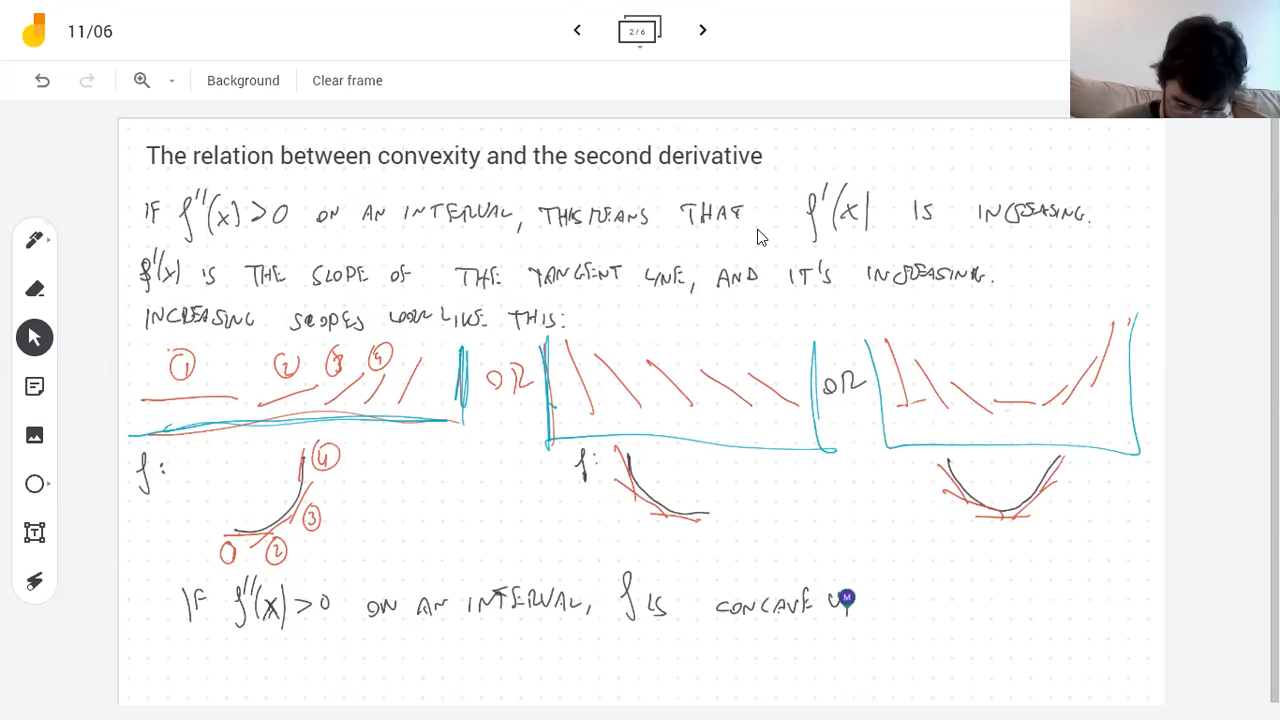 11/06
2/6
Background
Clear frame
The relation between convexity and the second derivative
IF f''(x) > 0 ON AN INTERVAL, THIS MEANS THAT f'(x) IS INCREASING.
f'(x) IS THE SLOPE OF THE TANGENT LINE, AND IT'S INCREASING.
INCREASING SLOPES LOOK LIKE THIS:
① ② ③ ④ OR OR
f: ④ f:
③
① ②
IF f''(x) > 0 ON AN INTERVAL, f IS CONCAVE UP
M